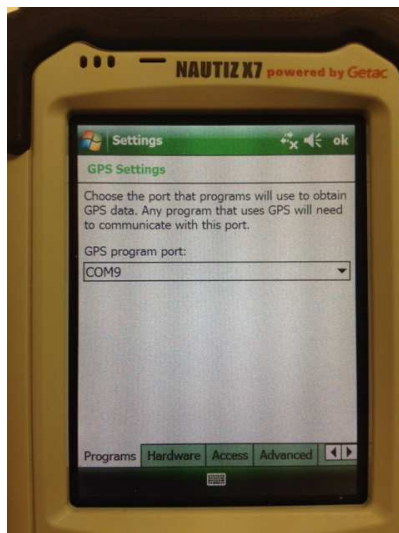 NAUTIZ X7 powered by Getac
Settings ok
GPS Settings
Choose the port that programs will use to obtain
GPS data. Any program that uses GPS will need
to communicate with this port.
GPS program port:
COM9
Programs Hardware Access Advanced